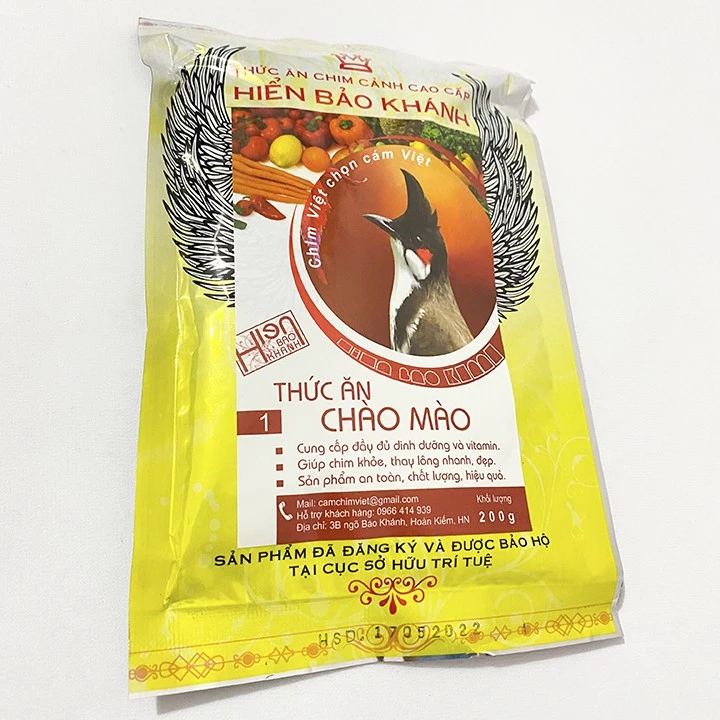 THỨC ĂN CHIM CẢNH CAO CẤP
HIỂN BẢO KHÁNH
Chim Việt chọn cám Việt
Hiển
BẢO
KHÁNH
THỨC ĂN
1
CHÀO MÀO
Cung cấp đầy đủ dinh dưỡng và vitamin.
Giúp chim khỏe, thay lông nhanh, đẹp.
Sản phẩm an toàn, chất lượng, hiệu quả.
Mail: camchimviet@gmail.com
Hỗ trợ khách hàng: 0966 414 939
Địa chỉ: 3B ngõ Bảo Khánh, Hoàn Kiếm, HN
Khối lượng
200g
SẢN PHẨM ĐÃ ĐĂNG KÝ VÀ ĐƯỢC BẢO HỘ
TẠI CỤC SỞ HỮU TRÍ TUỆ
HSD:17052022